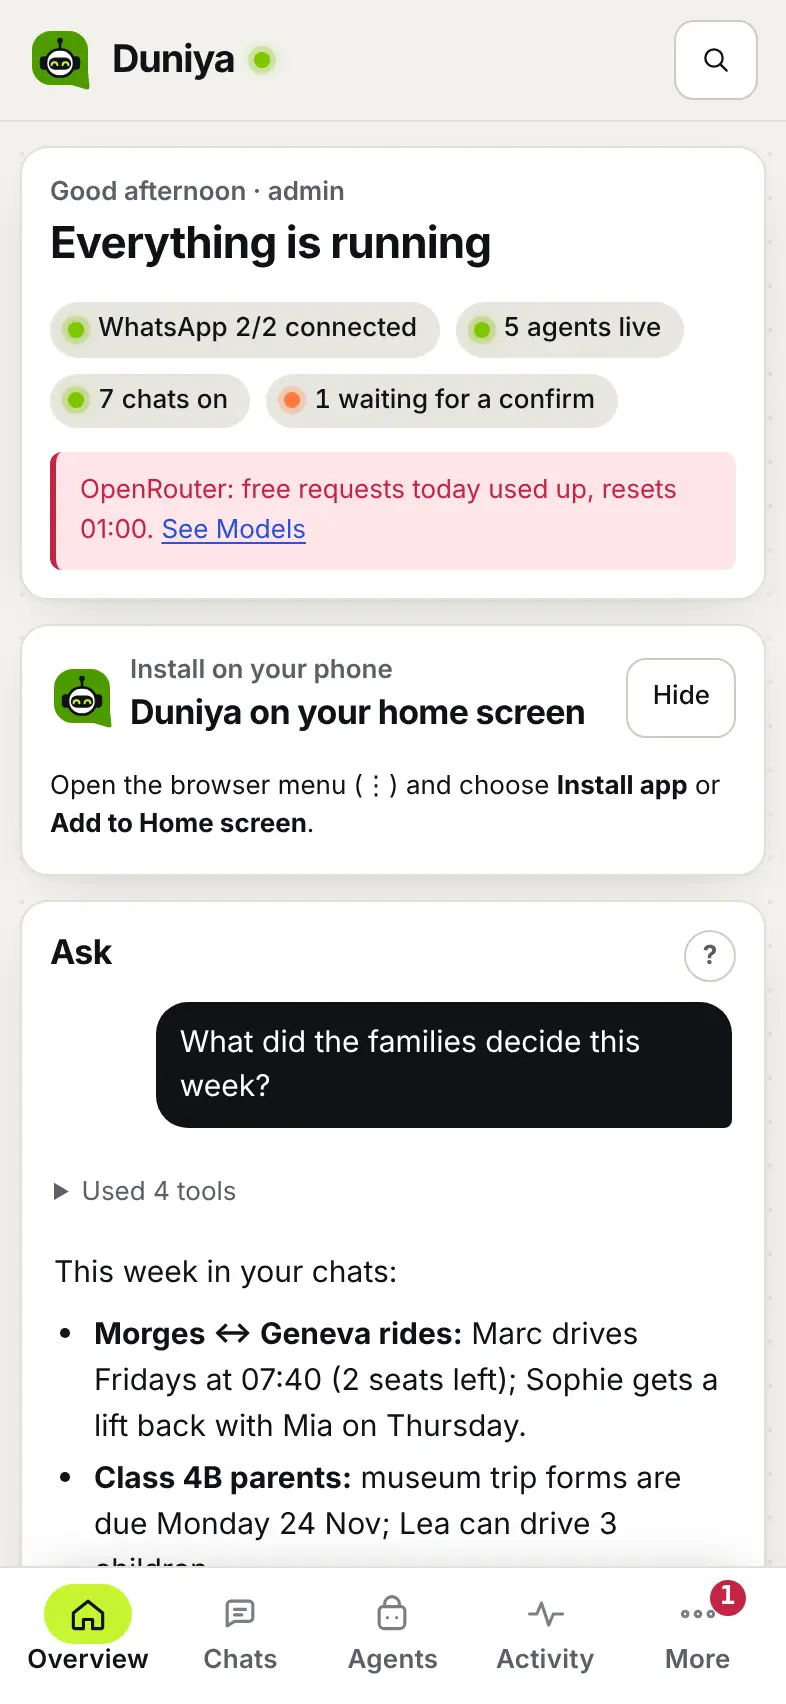 Duniya
Good afternoon · admin
Everything is running
WhatsApp 2/2 connected
5 agents live
7 chats on
1 waiting for a confirm
OpenRouter: free requests today used up, resets
01:00. See Models
Install on your phone
Duniya on your home screen
Hide
Open the browser menu (⋮) and choose Install app or
Add to Home screen.
Ask
?
What did the families decide this
week?
▶ Used 4 tools
This week in your chats:
• Morges ↔ Geneva rides: Marc drives
Fridays at 07:40 (2 seats left); Sophie gets a
lift back with Mia on Thursday.
• Class 4B parents: museum trip forms are
due Monday 24 Nov; Lea can drive 3
1
Overview
Chats
Agents
Activity
More